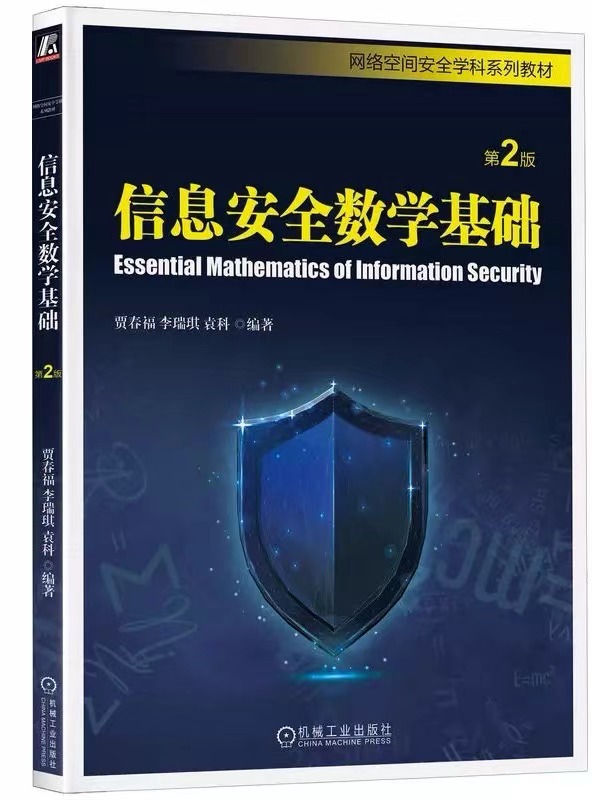 网络空间安全学科系列教材
第2版
信息安全数学基础
Essential Mathematics of Information Security
贾春福 李瑞琪 袁科 ◎ 编著
机械工业出版社
CHINA MACHINE PRESS
信息安全数学基础
第2版
贾春福 李瑞琪 袁科 ◎ 编著
机械工业出版社
CHINA MACHINE PRESS